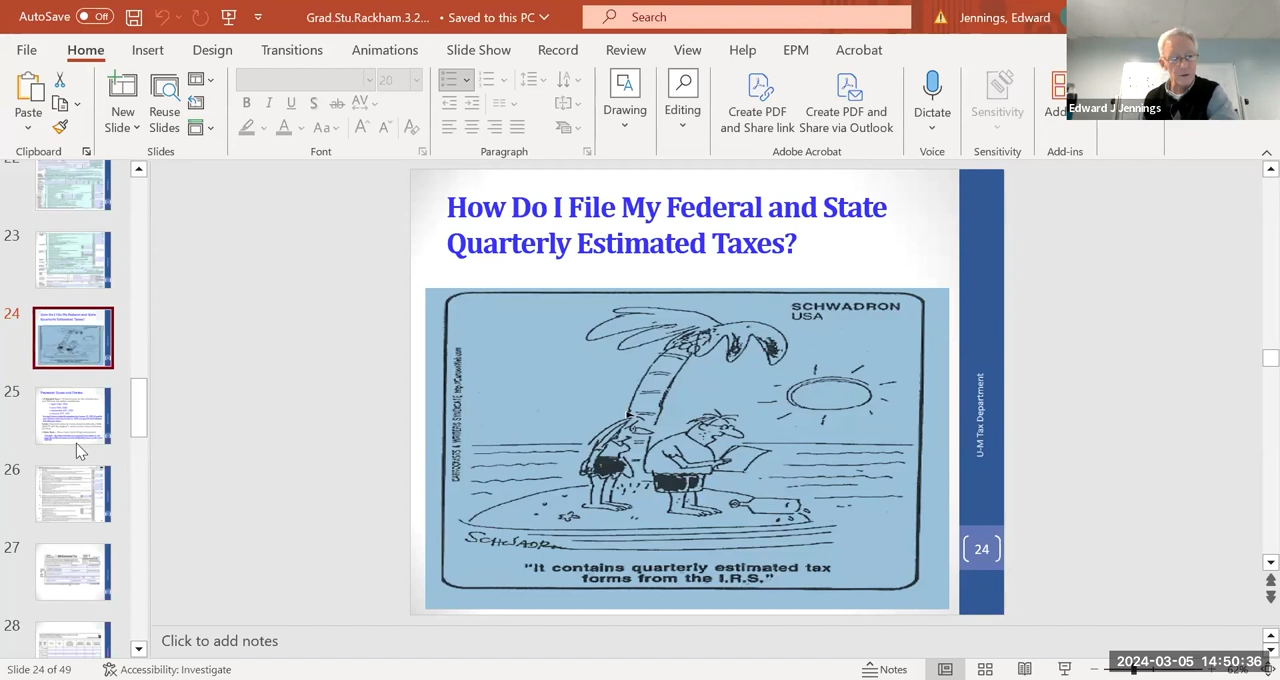 AutoSave Off
Grad.Stu.Rackham.3.2... • Saved to this PC
Search
Jennings, Edward
File Home Insert Design Transitions Animations Slide Show Record Review View Help EPM Acrobat
Paste
New Slide
Reuse Slides
20
B I U S ab AV
A Aa A A A
Drawing
Editing
Create PDF and Share link
Create PDF and Share via Outlook
Dictate
Sensitivity
Clipboard
Slides
Font
Paragraph
Adobe Acrobat
Voice
Sensitivity
Add-ins
Edward J Jennings
23
24
25
26
27
28
How Do I File My Federal and State
Quarterly Estimated Taxes?
SCHWADRON
USA
"It contains quarterly estimated tax
forms from the I.R.S."
U-M Tax Department
24
Click to add notes
Slide 24 of 49
Accessibility: Investigate
Notes
2024-03-05 14:50:36